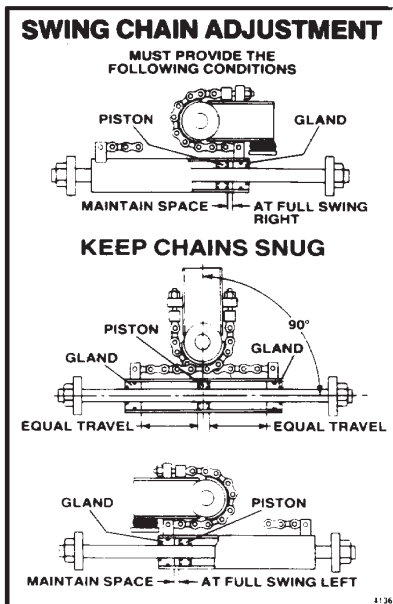 SWING CHAIN ADJUSTMENT
MUST PROVIDE THE
FOLLOWING CONDITIONS
PISTON
GLAND
MAINTAIN SPACE
AT FULL SWING
RIGHT
KEEP CHAINS SNUG
90°
PISTON
GLAND
GLAND
EQUAL TRAVEL
EQUAL TRAVEL
GLAND
PISTON
MAINTAIN SPACE
AT FULL SWING LEFT
4136